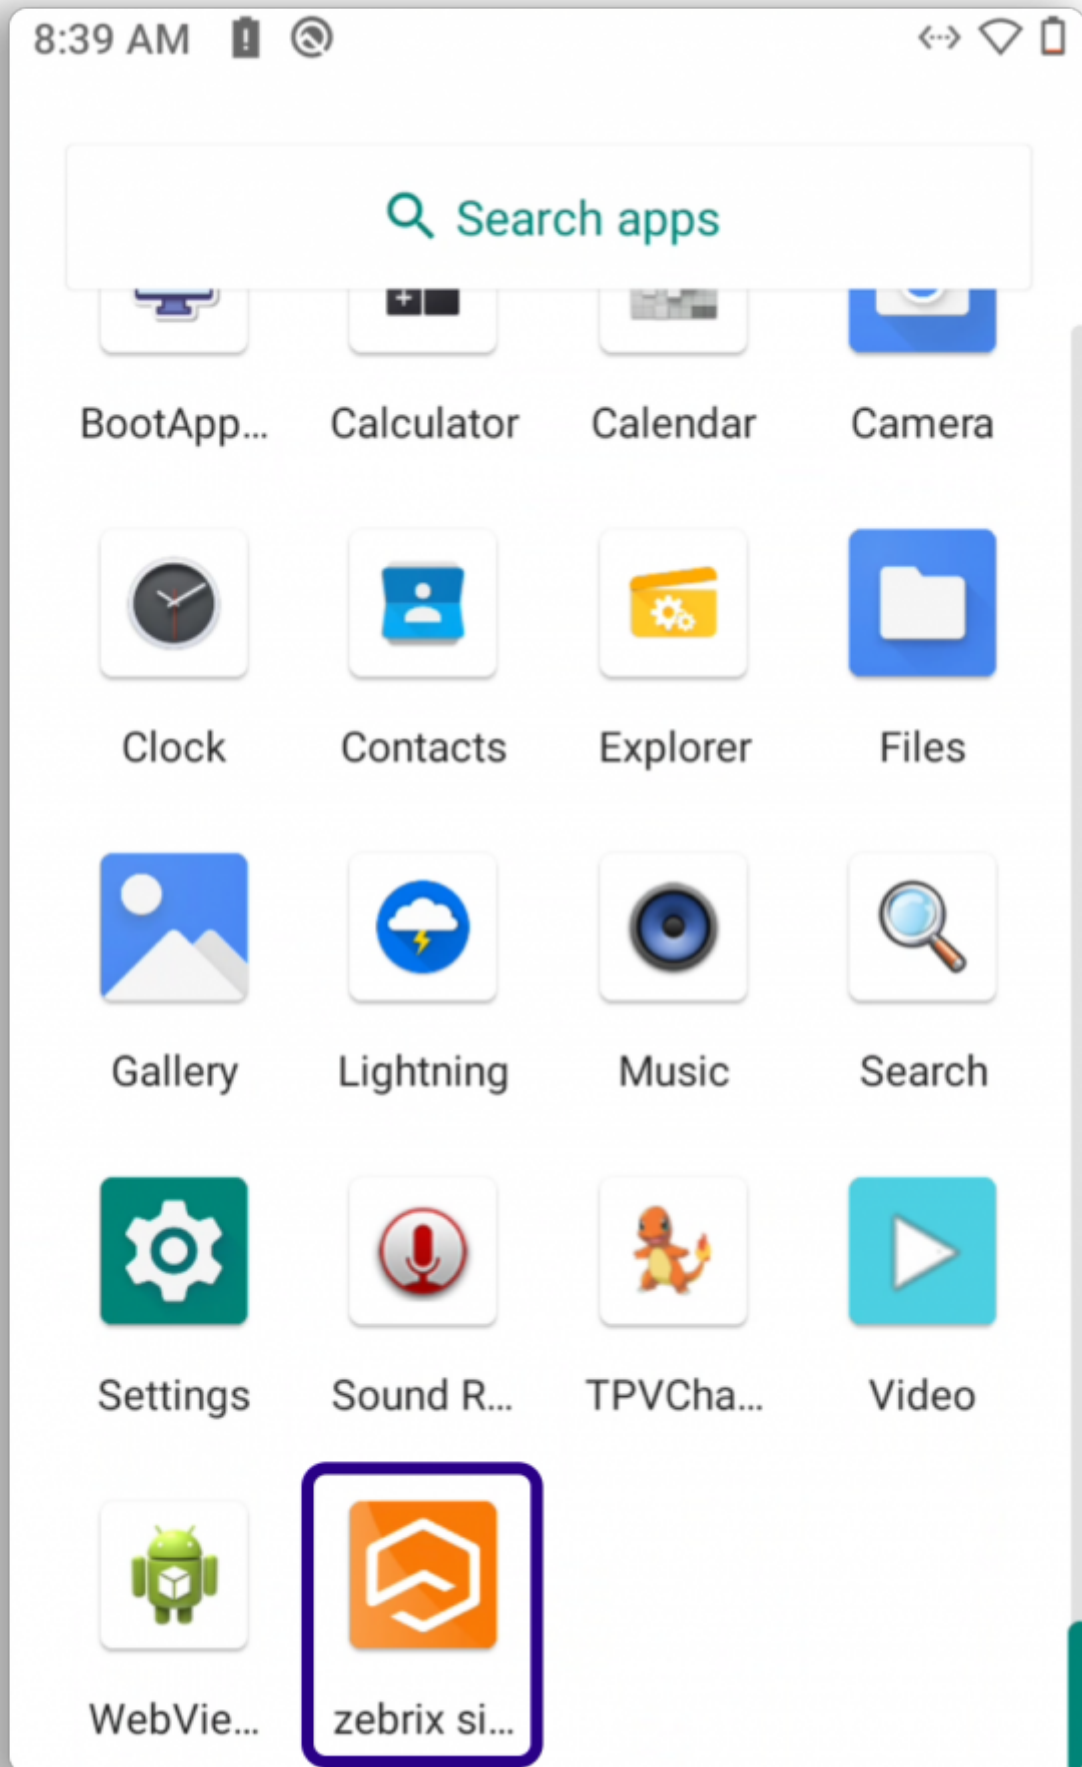 8:39 AM
Search apps
BootApp... Calculator Calendar Camera
Clock Contacts Explorer Files
Gallery Lightning Music Search
Settings Sound R... TPVCha... Video
WebVie... zebrix si...